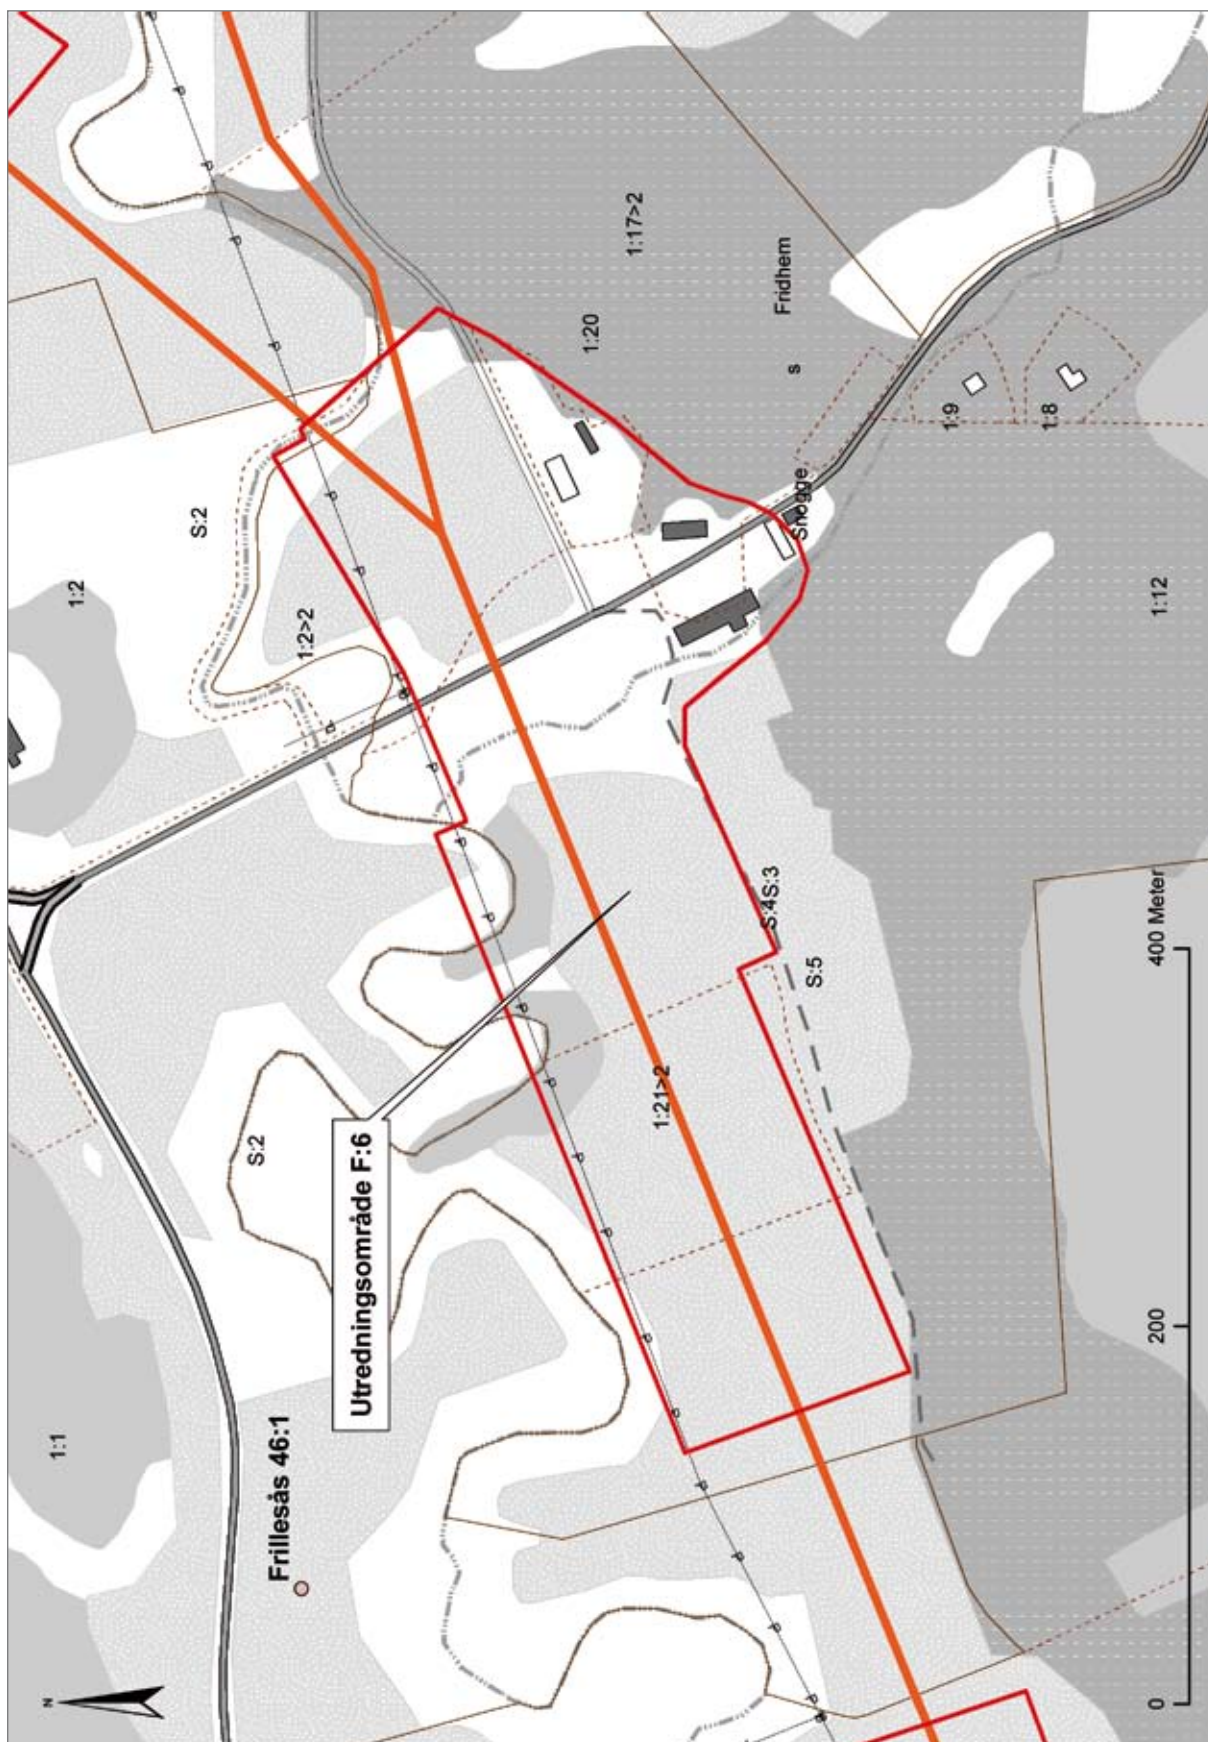 N
1:1
1:2
S:2
1:2>2
S:2
Utredningsområde F:6
Frillesås 46:1
1:20
1:17>2
Fridhem
s
1:9
1:8
Snogge
S:4S:3
S:5
1:21>2
1:12
0
200
400 Meter